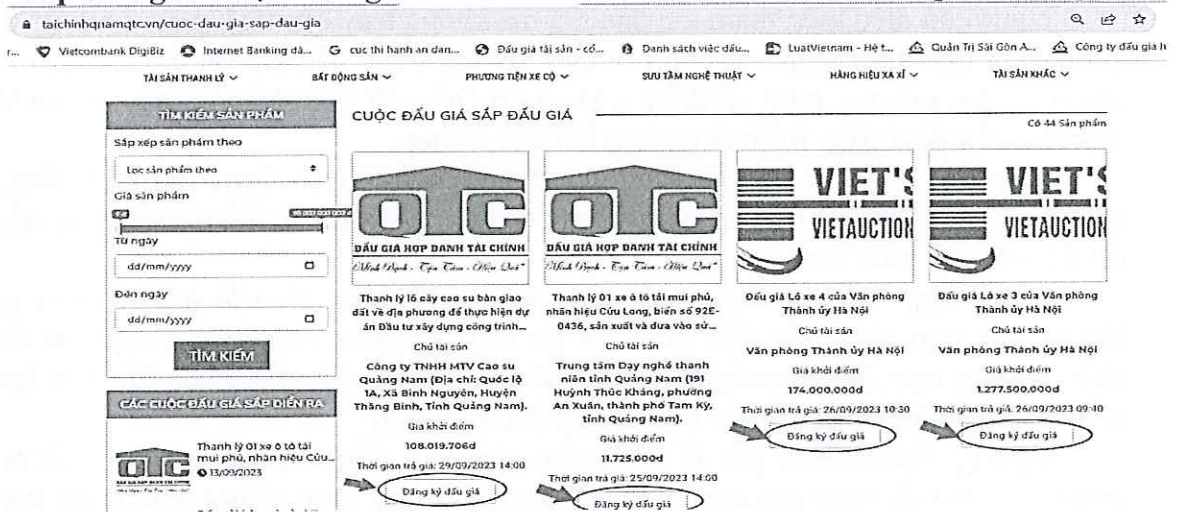 taichinhqnamqtc.vn/cuoc-dau-gia-sap-dau-gia
Vietcombank DigiBiz
Internet Banking dà...
cục thi hanh an dan...
Đấu giá tài sản - cổ...
Danh sách việc đấu...
LuatVietnam - Hệ t...
Quản Trị Sài Gòn A...
Công ty đấu giá h
TÀI SẢN THANH LÝ
BẤT ĐỘNG SẢN
PHƯƠNG TIỆN XE CỘ
SƯU TẦM NGHỆ THUẬT
HÀNG HIỆU XA XỈ
TÀI SẢN KHÁC
TÌM KIẾM SẢN PHẨM
Sắp xếp sản phẩm theo
Lọc sản phẩm theo
Giá sản phẩm
Từ ngày
dd/mm/yyyy
Đến ngày
dd/mm/yyyy
TÌM KIẾM
CÁC CUỘC ĐẤU GIÁ SẮP DIỄN RA
QTC
Thanh lý 01 xe ô tô tải
mui phủ, nhãn hiệu Cửu...
13/09/2023
CUỘC ĐẤU GIÁ SẮP ĐẤU GIÁ
Có 44 Sản phẩm
QTC
ĐẤU GIÁ HỢP DANH TÀI CHÍNH
Thanh lý lô cây cao su bàn giao
đất về địa phương để thực hiện dự
án Đầu tư xây dựng công trình...
Chủ tài sản
Công ty TNHH MTV Cao su
Quảng Nam (Địa chỉ: Quốc lộ
1A, Xã Bình Nguyên, Huyện
Thăng Bình, Tỉnh Quảng Nam).
Giá khởi điểm
108.019.706đ
Thời gian trả giá: 29/09/2023 14:00
Đăng ký đấu giá
QTC
ĐẤU GIÁ HỢP DANH TÀI CHÍNH
Thanh lý 01 xe ô tô tải mui phủ,
nhãn hiệu Cửu Long, biển số 92E-
0436, sản xuất và đưa vào sử...
Chủ tài sản
Trung tâm Dạy nghề thanh
niên tỉnh Quảng Nam (191
Huỳnh Thúc Kháng, phường
An Xuân, thành phố Tam Kỳ,
tỉnh Quảng Nam).
Giá khởi điểm
11.725.000đ
Thời gian trả giá: 25/09/2023 14:00
Đăng ký đấu giá
VIET'S
VIETAUCTION
Đấu giá Lô xe 4 của Văn phòng
Thành ủy Hà Nội
Chủ tài sản
Văn phòng Thành ủy Hà Nội
Giá khởi điểm
174.000.000đ
Thời gian trả giá: 26/09/2023 10:30
Đăng ký đấu giá
VIET'S
VIETAUCTION
Đấu giá Lô xe 3 của Văn phòng
Thành ủy Hà Nội
Chủ tài sản
Văn phòng Thành ủy Hà Nội
Giá khởi điểm
1.277.500.000đ
Thời gian trả giá: 26/09/2023 09:40
Đăng ký đấu giá